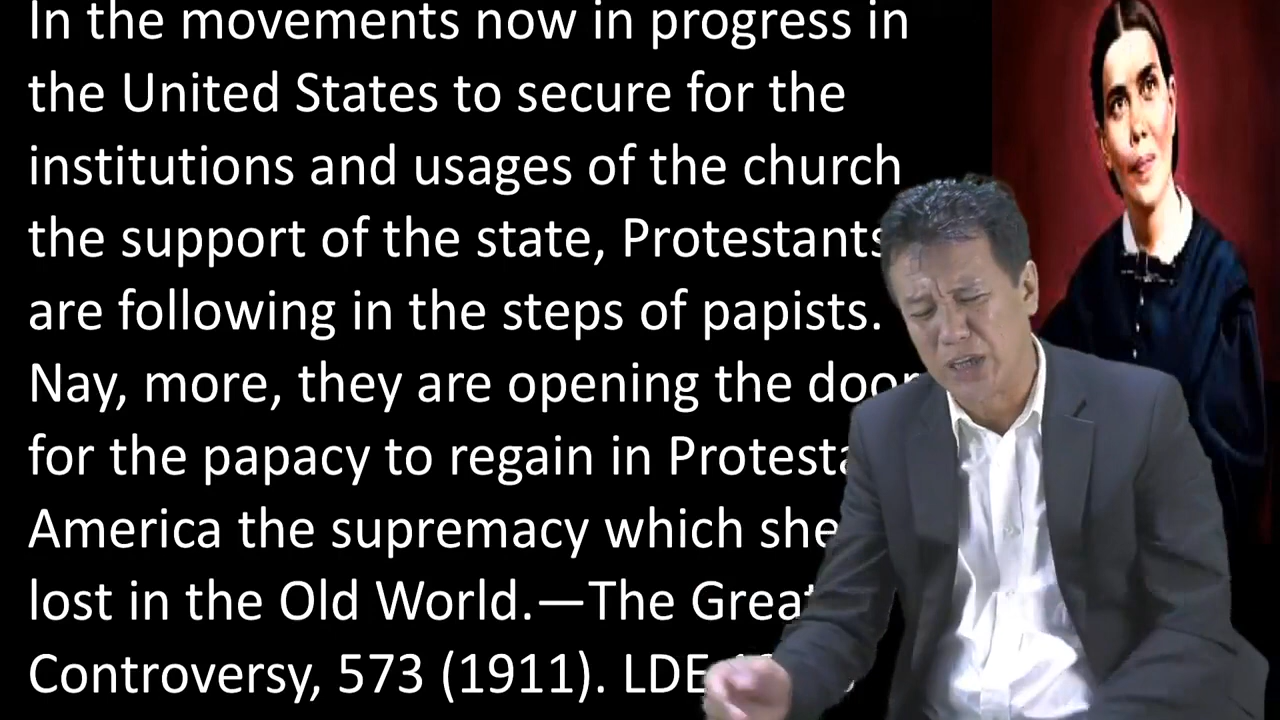 In the movements now in progress in
the United States to secure for the
institutions and usages of the church
the support of the state, Protestants
are following in the steps of papists.
Nay, more, they are opening the door
for the papacy to regain in
America the supremacy which she
lost in the Old World.—The Great
Controversy, 573 (1911). LDE